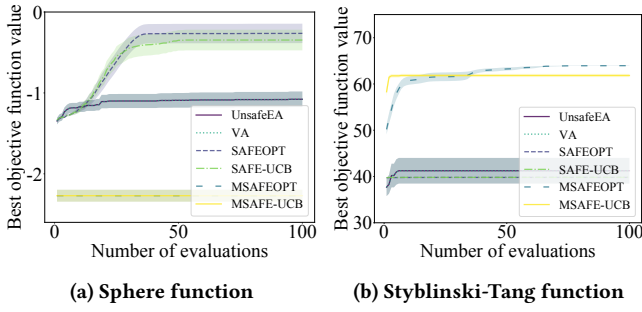 Best objective function value
0
-1
-2
UnsafeEA
VA
SAFEOPT
SAFE-UCB
MSAFEOPT
MSAFE-UCB
0 50 100
Number of evaluations
(a) Sphere function
Best objective function value
70
60
50
40
30
UnsafeEA
VA
SAFEOPT
SAFE-UCB
MSAFEOPT
MSAFE-UCB
0 25 50 75 100
Number of evaluations
(b) Styblinski-Tang function